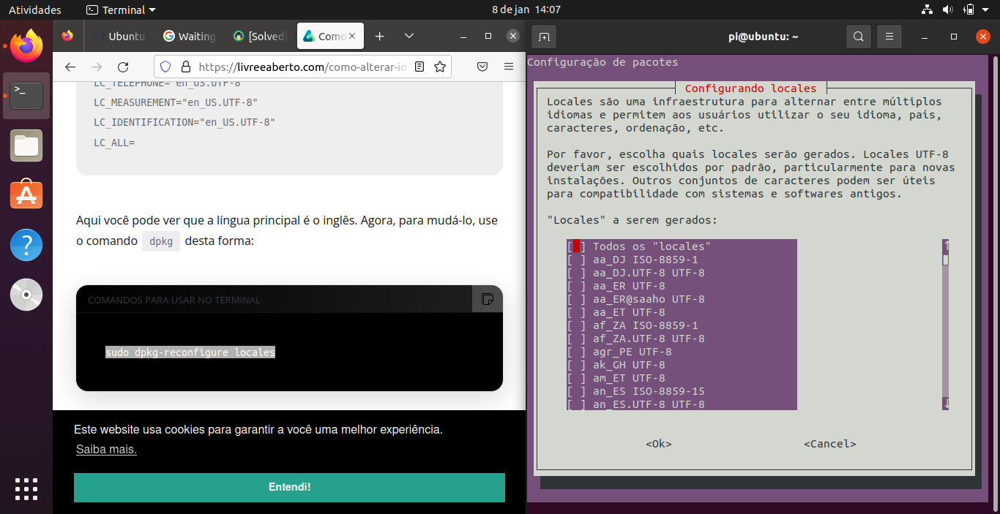 Atividades
Terminal
8 de jan 14:07
Ubuntu
Waiting
[Solved]
Como
https://livreeaberto.com/como-alterar-id
LC_TELEPHONE="en_US.UTF-8"
LC_MEASUREMENT="en_US.UTF-8"
LC_IDENTIFICATION="en_US.UTF-8"
LC_ALL=
Aqui você pode ver que a língua principal é o inglês. Agora, para mudá-lo, use
o comando dpkg desta forma:
COMANDOS PARA USAR NO TERMINAL
sudo dpkg-reconfigure locales
Este website usa cookies para garantir a você uma melhor experiência.
Saiba mais.
Entendi!
pi@ubuntu: ~
Configuração de pacotes
Configurando locales
Locales são uma infraestrutura para alternar entre múltiplos
idiomas e permitem aos usuários utilizar o seu idioma, país,
caracteres, ordenação, etc.
Por favor, escolha quais locales serão gerados. Locales UTF-8
deveriam ser escolhidos por padrão, particularmente para novas
instalações. Outros conjuntos de caracteres podem ser úteis
para compatibilidade com sistemas e softwares antigos.
"Locales" a serem gerados:
[ ] Todos os "locales"
[ ] aa_DJ ISO-8859-1
[ ] aa_DJ.UTF-8 UTF-8
[ ] aa_ER UTF-8
[ ] aa_ER@saaho UTF-8
[ ] aa_ET UTF-8
[ ] af_ZA ISO-8859-1
[ ] af_ZA.UTF-8 UTF-8
[ ] agr_PE UTF-8
[ ] ak_GH UTF-8
[ ] am_ET UTF-8
[ ] an_ES ISO-8859-15
[ ] an_ES.UTF-8 UTF-8
<Ok> <Cancel>